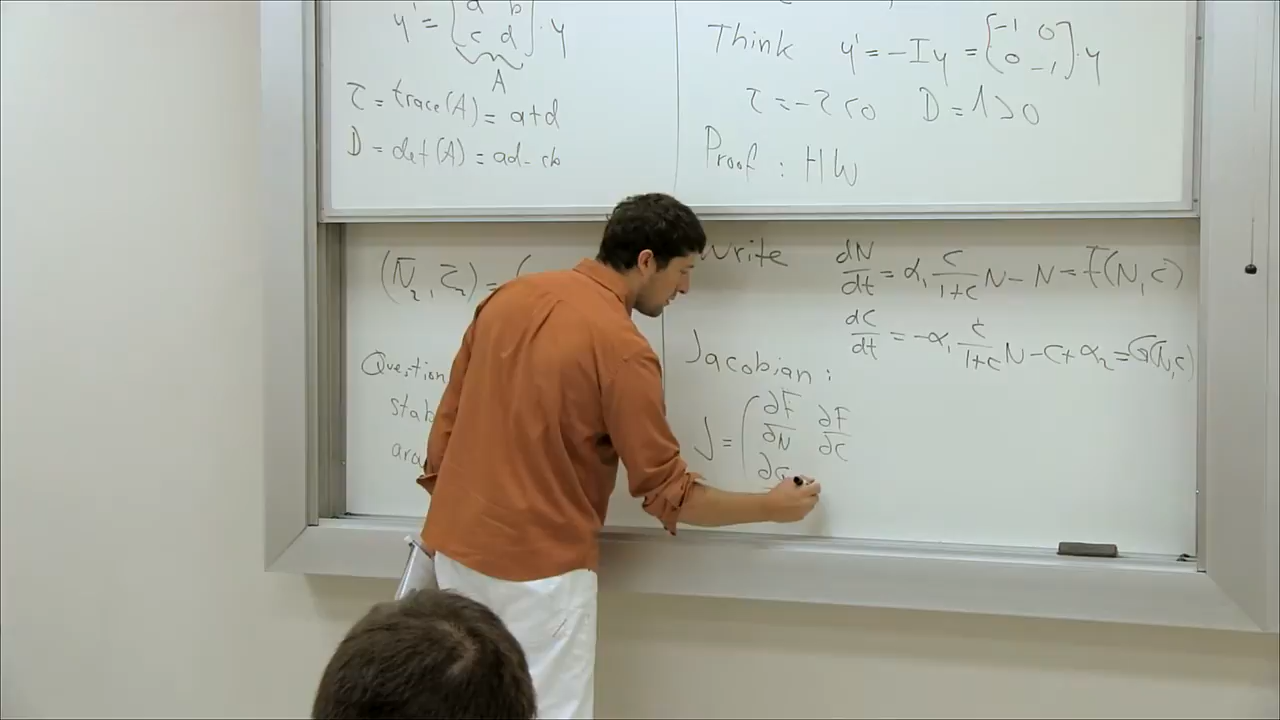 y' = [a b
c d] · y
A
τ = trace(A) = a+d
D = det(A) = ad-cb
Think y' = -Iy = [-1 0
0 -1] · y
τ = -2 < 0 D = 1 > 0
Proof : HW
(N̄₂, C̄₂) = (
Question
stab
Write dN/dt = α₁ c/1+c N - N = F(N,c)
dC/dt = -α₁ c/1+c N - c + α₂ = G(N,c)
Jacobian :
J = ( ∂F/∂N ∂F/∂C
∂G